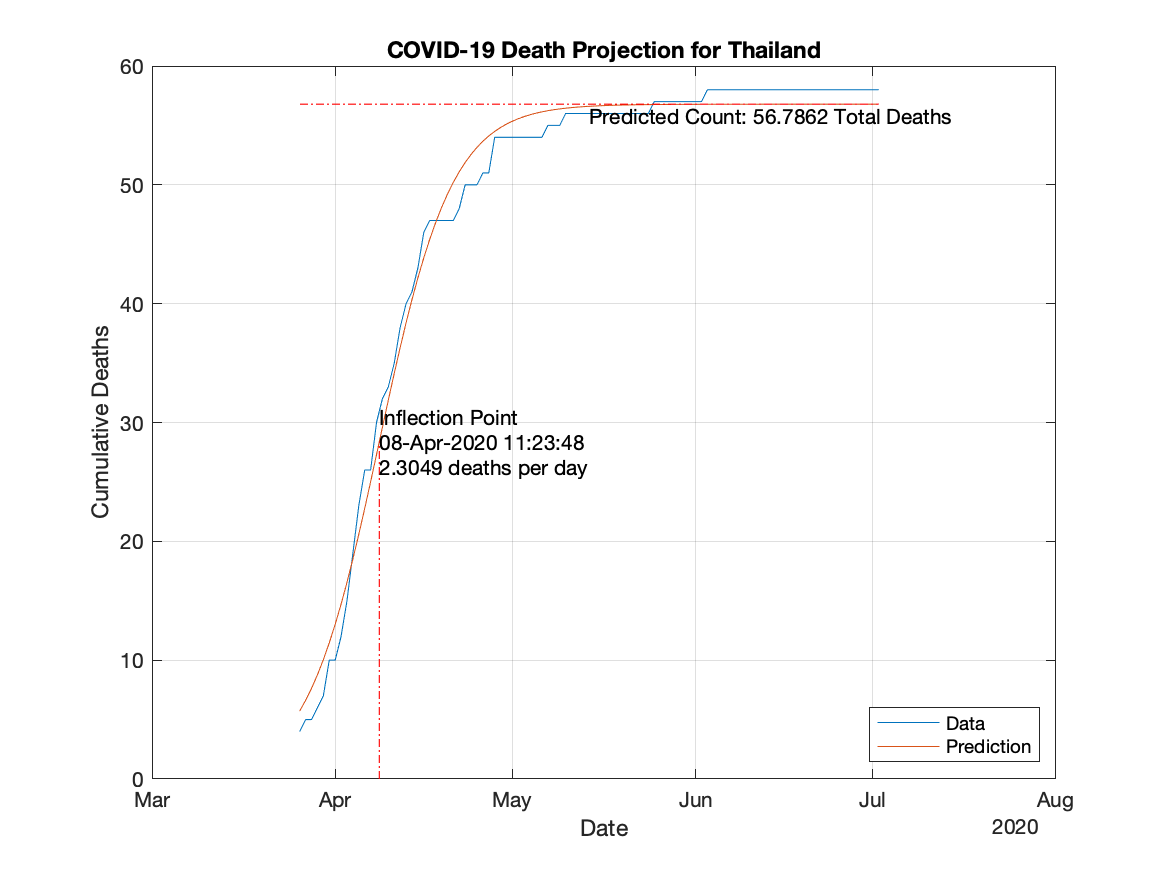 COVID-19 Death Projection for Thailand
60
50
40
30
20
10
0
Cumulative Deaths
Predicted Count: 56.7862 Total Deaths
Inflection Point
08-Apr-2020 11:23:48
2.3049 deaths per day
Data
Prediction
Mar Apr May Jun Jul Aug
Date
2020